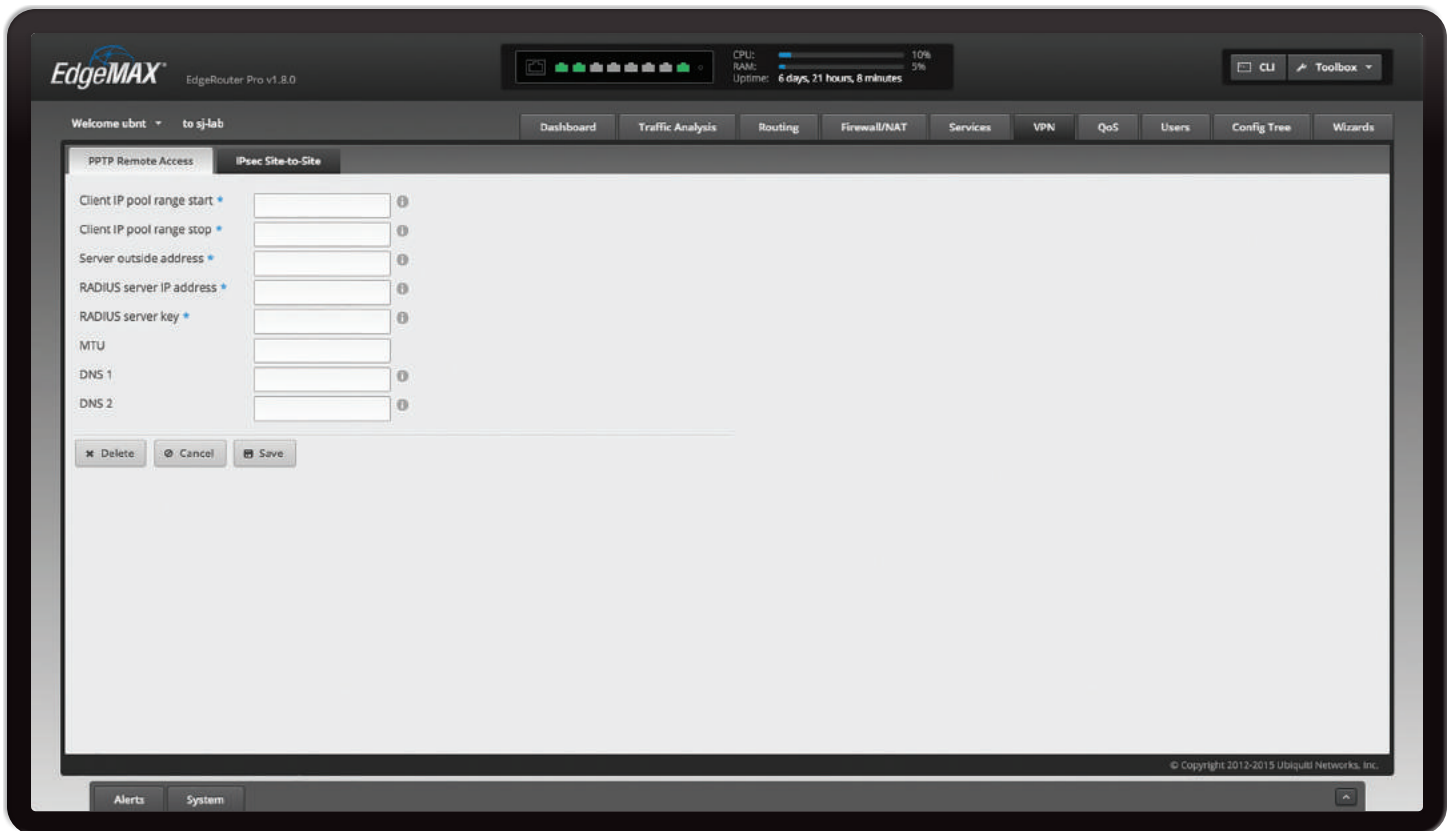 EdgeMAX
EdgeRouter Pro v1.8.0
CPU: 10%
RAM: 5%
Uptime: 6 days, 21 hours, 8 minutes
CLI
Toolbox
Welcome ubnt to sj-lab
Dashboard
Traffic Analysis
Routing
Firewall/NAT
Services
VPN
QoS
Users
Config Tree
Wizards
PPTP Remote Access
IPsec Site-to-Site
Client IP pool range start *
Client IP pool range stop *
Server outside address *
RADIUS server IP address *
RADIUS server key *
MTU
DNS 1
DNS 2
Delete
Cancel
Save
© Copyright 2012-2015 Ubiquiti Networks, Inc.
Alerts
System